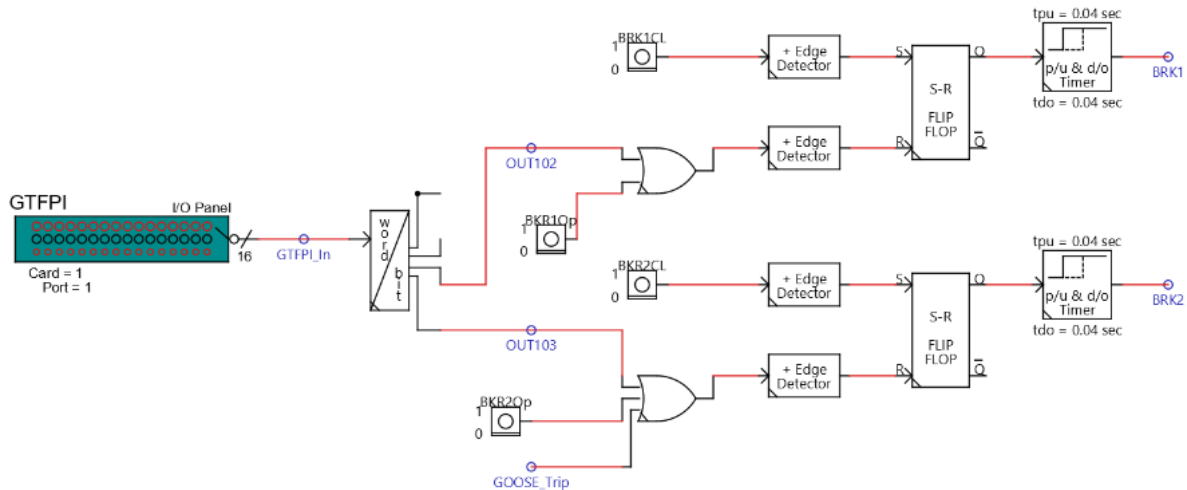 tpu = 0.04 sec
BRK1CL
1
0
+ Edge
Detector
S
Q
p/u & d/o
Timer
BRK1
tdo = 0.04 sec
S-R
FLIP
FLOP
OUT102
+ Edge
Detector
R
Q
GTFPI
I/O Panel
16
GTFPI_In
Card = 1
Port = 1
word
bit
BKR1Op
1
0
tpu = 0.04 sec
BKR2CL
1
0
+ Edge
Detector
S
Q
p/u & d/o
Timer
BRK2
tdo = 0.04 sec
S-R
FLIP
FLOP
OUT103
+ Edge
Detector
R
Q
BKR2Op
1
0
GOOSE_Trip